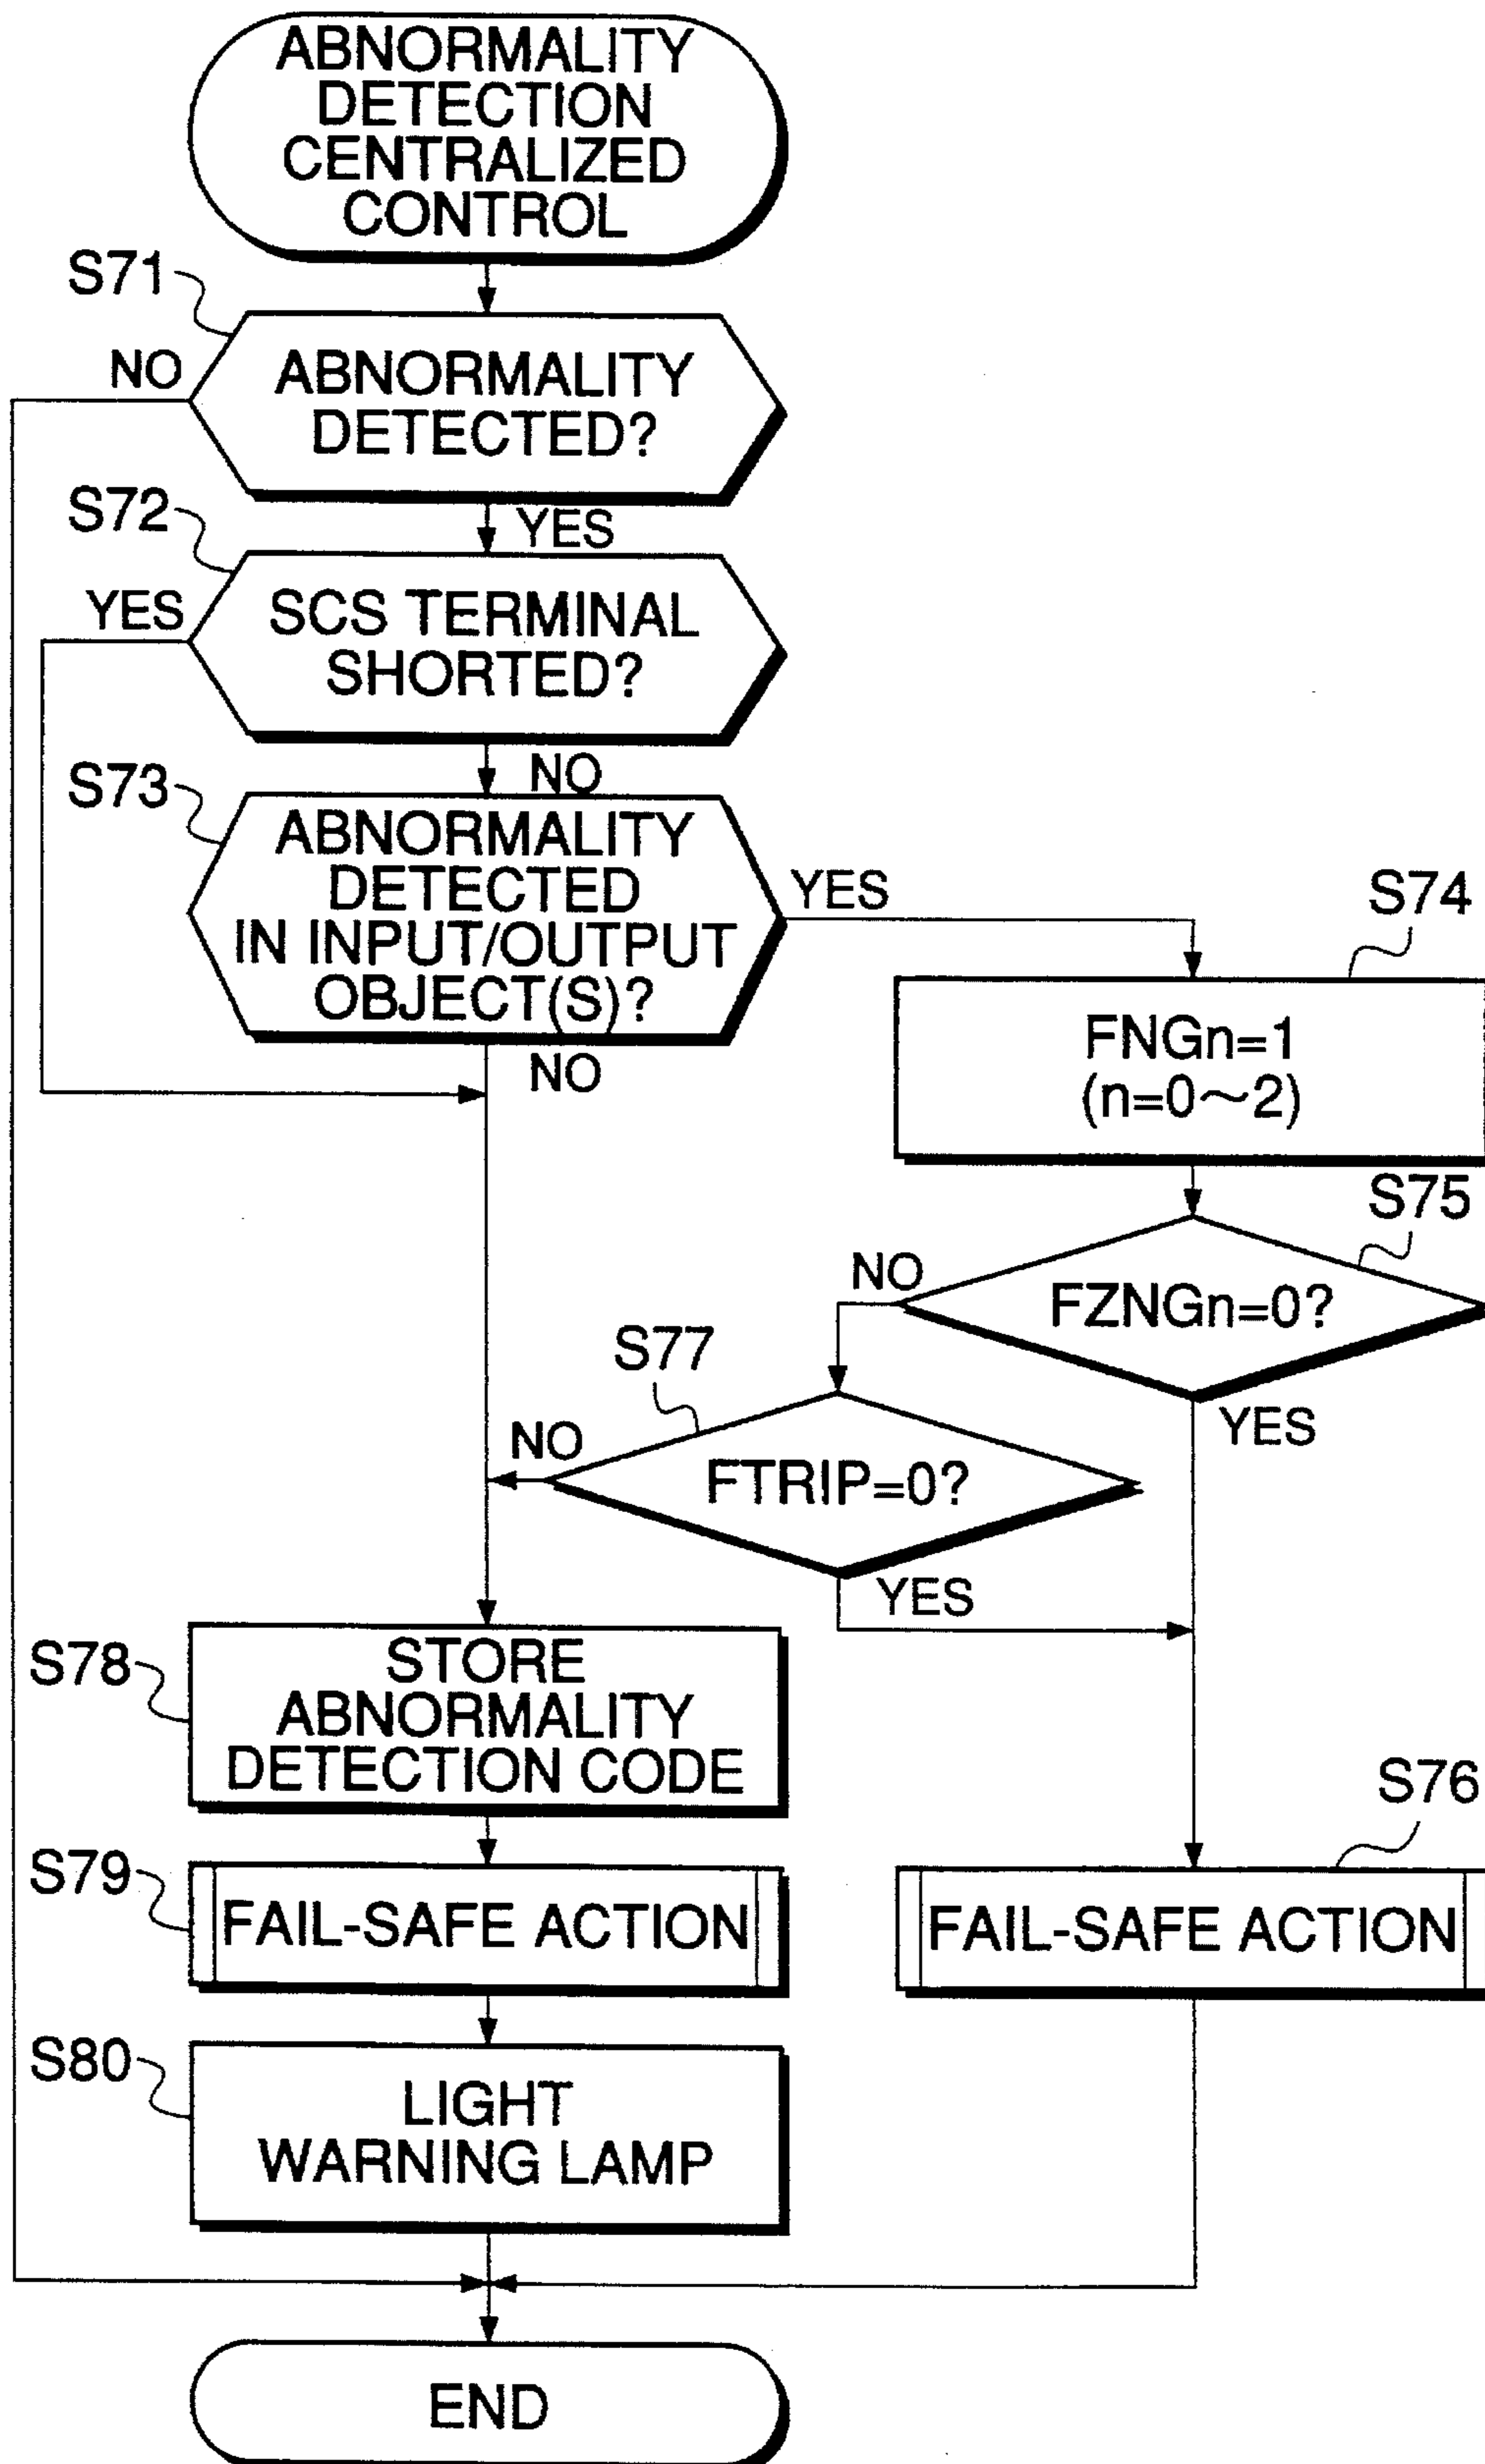 ABNORMALITY
DETECTION
CENTRALIZED
CONTROL
S71
NO
ABNORMALITY
DETECTED?
YES
S72
YES
SCS TERMINAL
SHORTED?
NO
S73
ABNORMALITY
DETECTED
IN INPUT/OUTPUT
OBJECT(S)?
YES
NO
S74
FNGn=1
(n=0～2)
S75
NO
FZNGn=0?
YES
S77
NO
FTRIP=0?
YES
S78
STORE
ABNORMALITY
DETECTION CODE
S79
FAIL-SAFE ACTION
S76
FAIL-SAFE ACTION
S80
LIGHT
WARNING LAMP
END